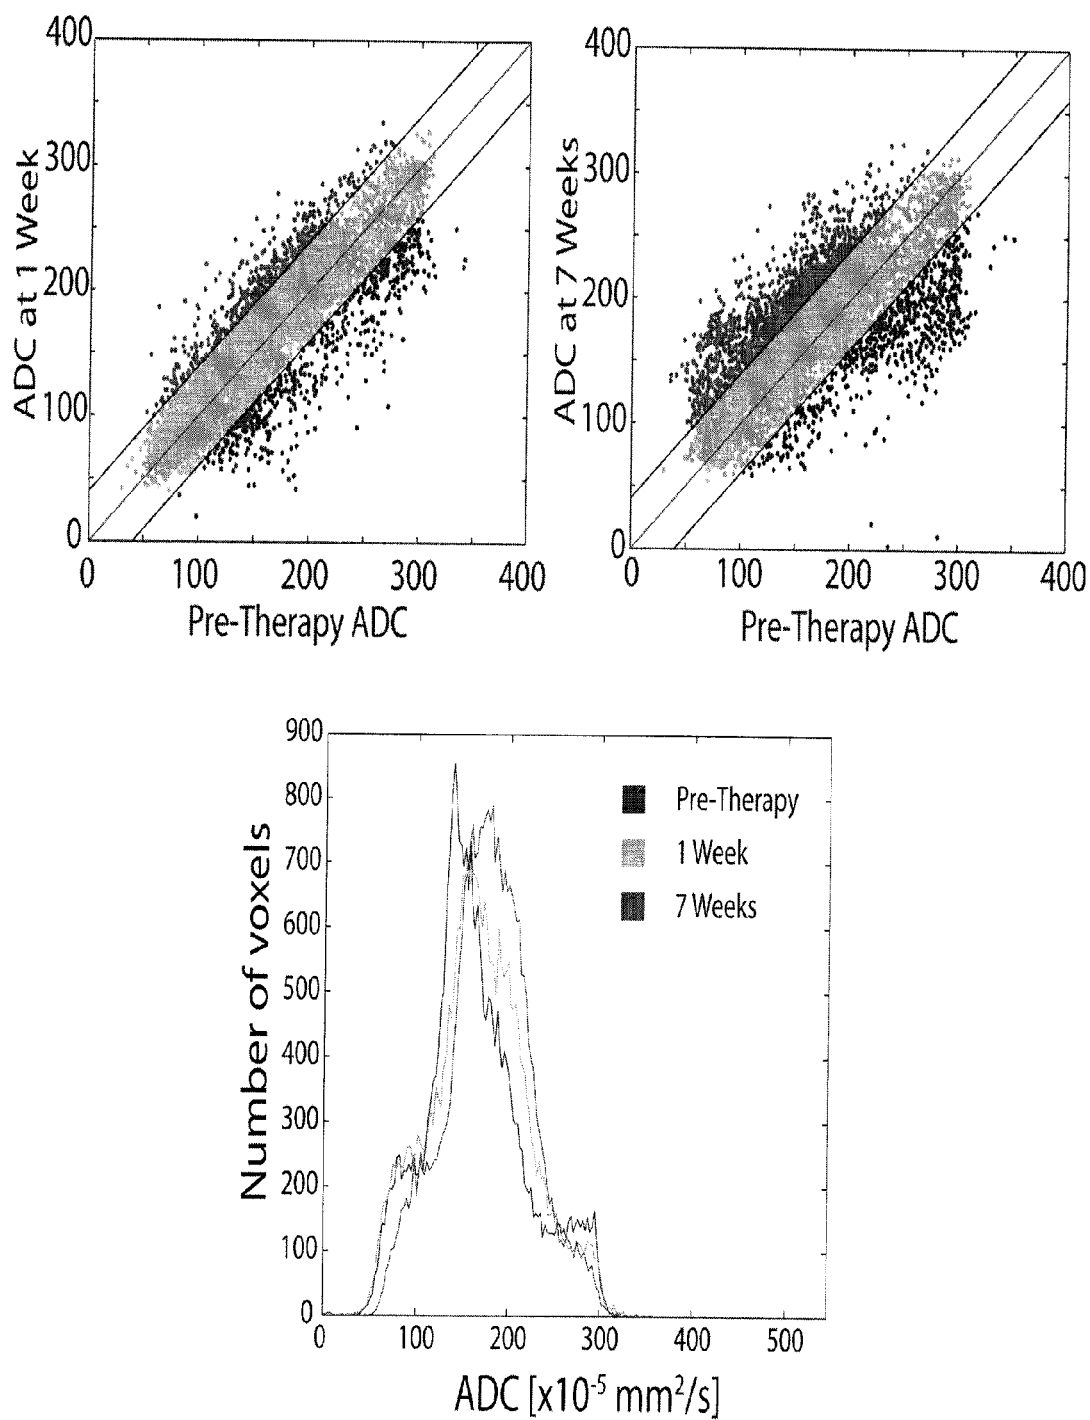 400
300
200
100
0
ADC at 1 Week
0 100 200 300 400
Pre-Therapy ADC
400
300
200
100
0
ADC at 7 Weeks
0 100 200 300 400
Pre-Therapy ADC
900
800
700
600
500
400
300
200
100
0
Number of voxels
Pre-Therapy
1 Week
7 Weeks
0 100 200 300 400 500
ADC [x10⁻⁵ mm²/s]